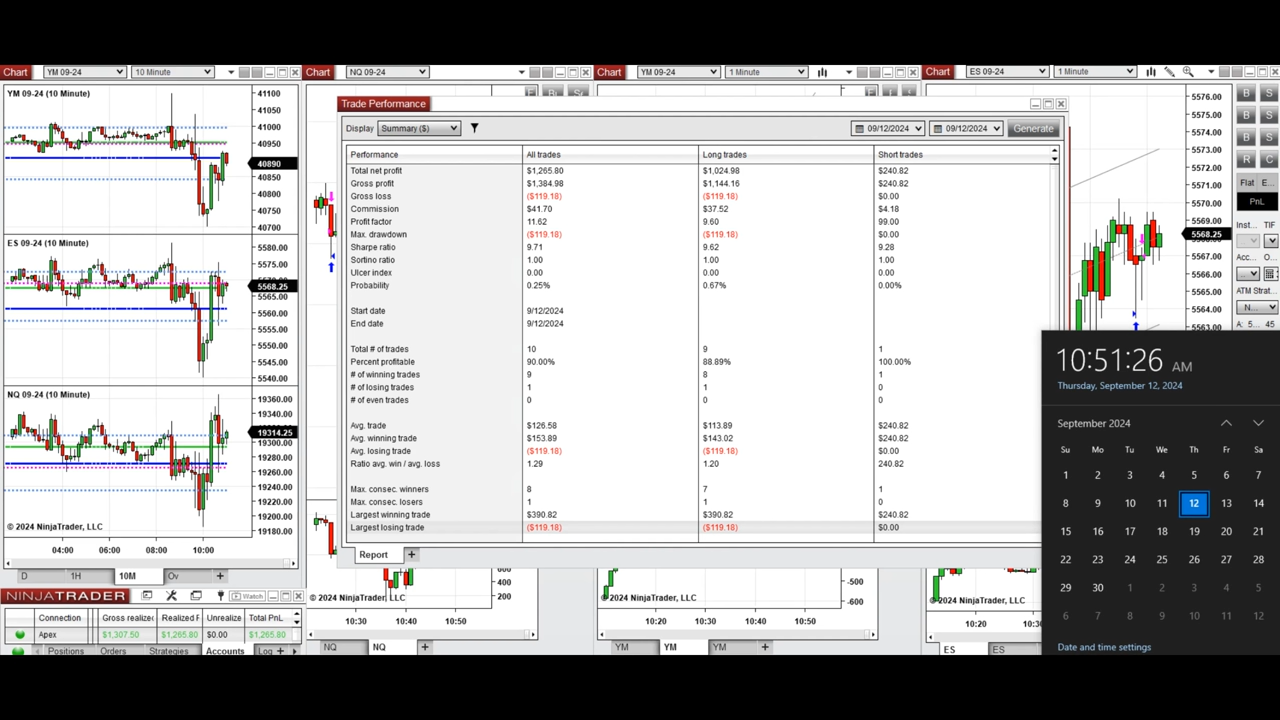 Chart YM 09-24 10 Minute
YM 09-24 (10 Minute)
41100
41000
40950
40890
40850
40800
40750
40700
ES 09-24 (10 Minute)
5580.00
5575.00
5568.25
5565.00
5560.00
5555.00
5550.00
5545.00
5540.00
NQ 09-24 (10 Minute)
19360.00
19340.00
19314.25
19300.00
19260.00
19240.00
19220.00
19200.00
19180.00
© 2024 NinjaTrader, LLC
04:00 06:00 08:00 10:00
D 1H 10M Ov +
NINJATRADER Watch
Connection Gross realized Realized F Unrealize Total PnL
Apex $1,307.50 $1,265.80 $0.00 $1,265.80
Positions Orders Strategies Accounts Log +
Chart NQ 09-24
Chart YM 09-24 1 Minute
Chart ES 09-24 1 Minute
Trade Performance
Display Summary ($) 09/12/2024 09/12/2024 Generate
Performance All trades Long trades Short trades
Total net profit $1,265.80 $1,024.98 $240.82
Gross profit $1,384.98 $1,144.16 $240.82
Gross loss ($119.18) ($119.18) $0.00
Commission $41.70 $37.52 $4.18
Profit factor 11.62 9.60 99.00
Max. drawdown ($119.18) ($119.18) $0.00
Sharpe ratio 9.71 9.62 9.28
Sortino ratio 1.00 1.00 1.00
Ulcer index 0.00 0.00 0.00
Probability 0.25% 0.67% 0.00%
Start date 9/12/2024
End date 9/12/2024
Total # of trades 10 9 1
Percent profitable 90.00% 88.89% 100.00%
# of winning trades 9 8 1
# of losing trades 1 1 0
# of even trades 0 0 0
Avg. trade $126.58 $113.89 $240.82
Avg. winning trade $153.89 $143.02 $240.82
Avg. losing trade ($119.18) ($119.18) $0.00
Ratio avg. win / avg. loss 1.29 1.20 240.82
Max. consec. winners 8 7 1
Max. consec. losers 1 1 0
Largest winning trade $390.82 $390.82 $240.82
Largest losing trade ($119.18) ($119.18) $0.00
Report +
600
400
200
© 2024 NinjaTrader, LLC
10:30 10:40 10:50
NQ NQ +
-500
-600
© 2024 NinjaTrader, LLC
10:20 10:30 10:40 10:50
YM YM YM +
5576.00
5575.00
5574.00
5573.00
5572.00
5571.00
5570.00
5569.00
5568.25
5567.00
5566.00
5565.00
5564.00
5563.00
© 2024 NinjaTrader, LLC
10:20
ES ES
B S
B S
B S
R C
Flat E...
PnL
Inst... TIF
Acc... O...
ATM Strat...
N...
A: 5... 45
10:51:26 AM
Thursday, September 12, 2024
September 2024
Su Mo Tu We Th Fr Sa
1 2 3 4 5 6 7
8 9 10 11 12 13 14
15 16 17 18 19 20 21
22 23 24 25 26 27 28
29 30 1 2 3 4 5
6 7 8 9 10 11 12
Date and time settings